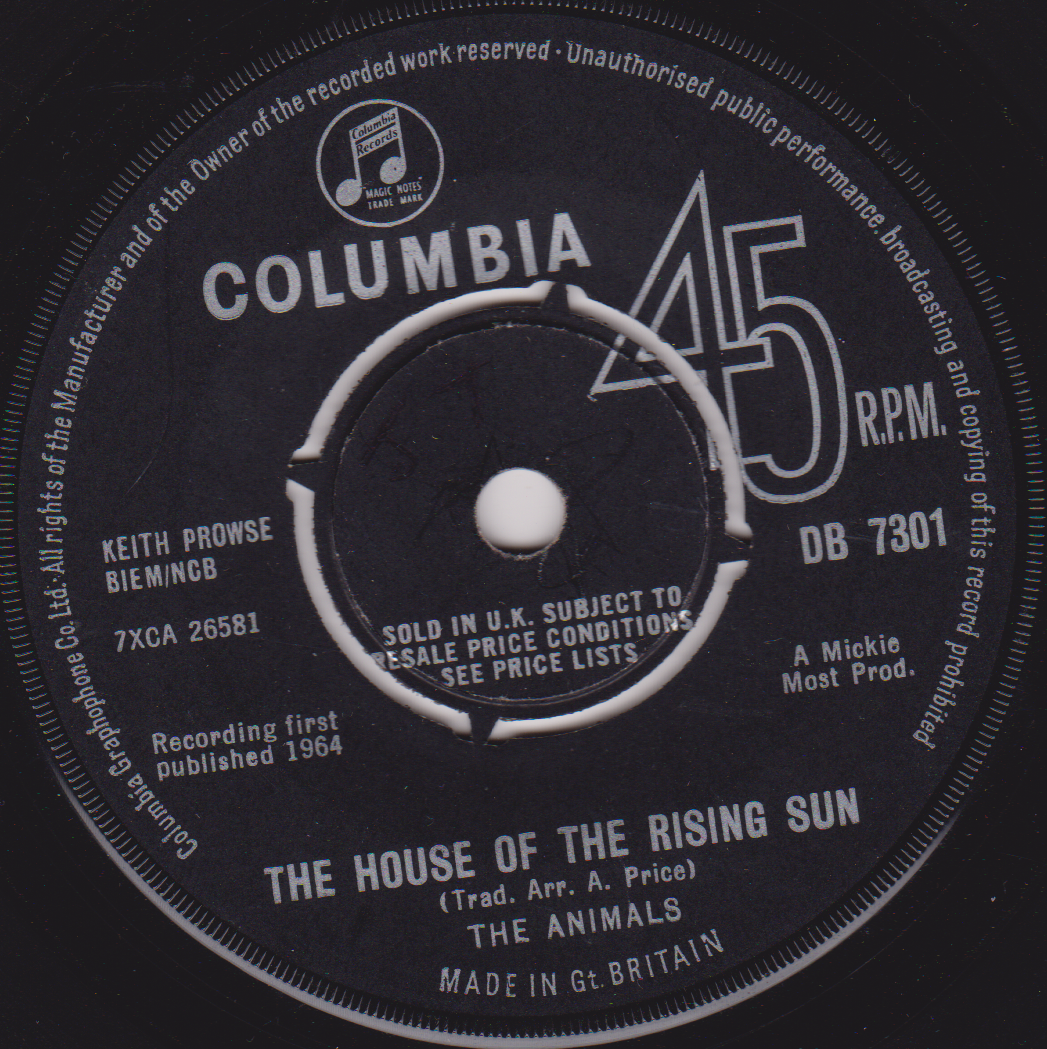 Columbia Graphophone Co. Ltd. · All rights of the Manufacturer and of the Owner of the recorded work reserved · Unauthorised public performance, broadcasting and copying of this record prohibited
Columbia
Records
MAGIC NOTES
TRADE MARK
COLUMBIA
45
R.P.M.
KEITH PROWSE
BIEM/NCB
DB 7301
7XCA 26581
SOLD IN U.K. SUBJECT TO
RESALE PRICE CONDITIONS
SEE PRICE LISTS
A Mickie
Most Prod.
Recording first
published 1964
THE HOUSE OF THE RISING SUN
(Trad. Arr. A. Price)
THE ANIMALS
MADE IN Gt. BRITAIN